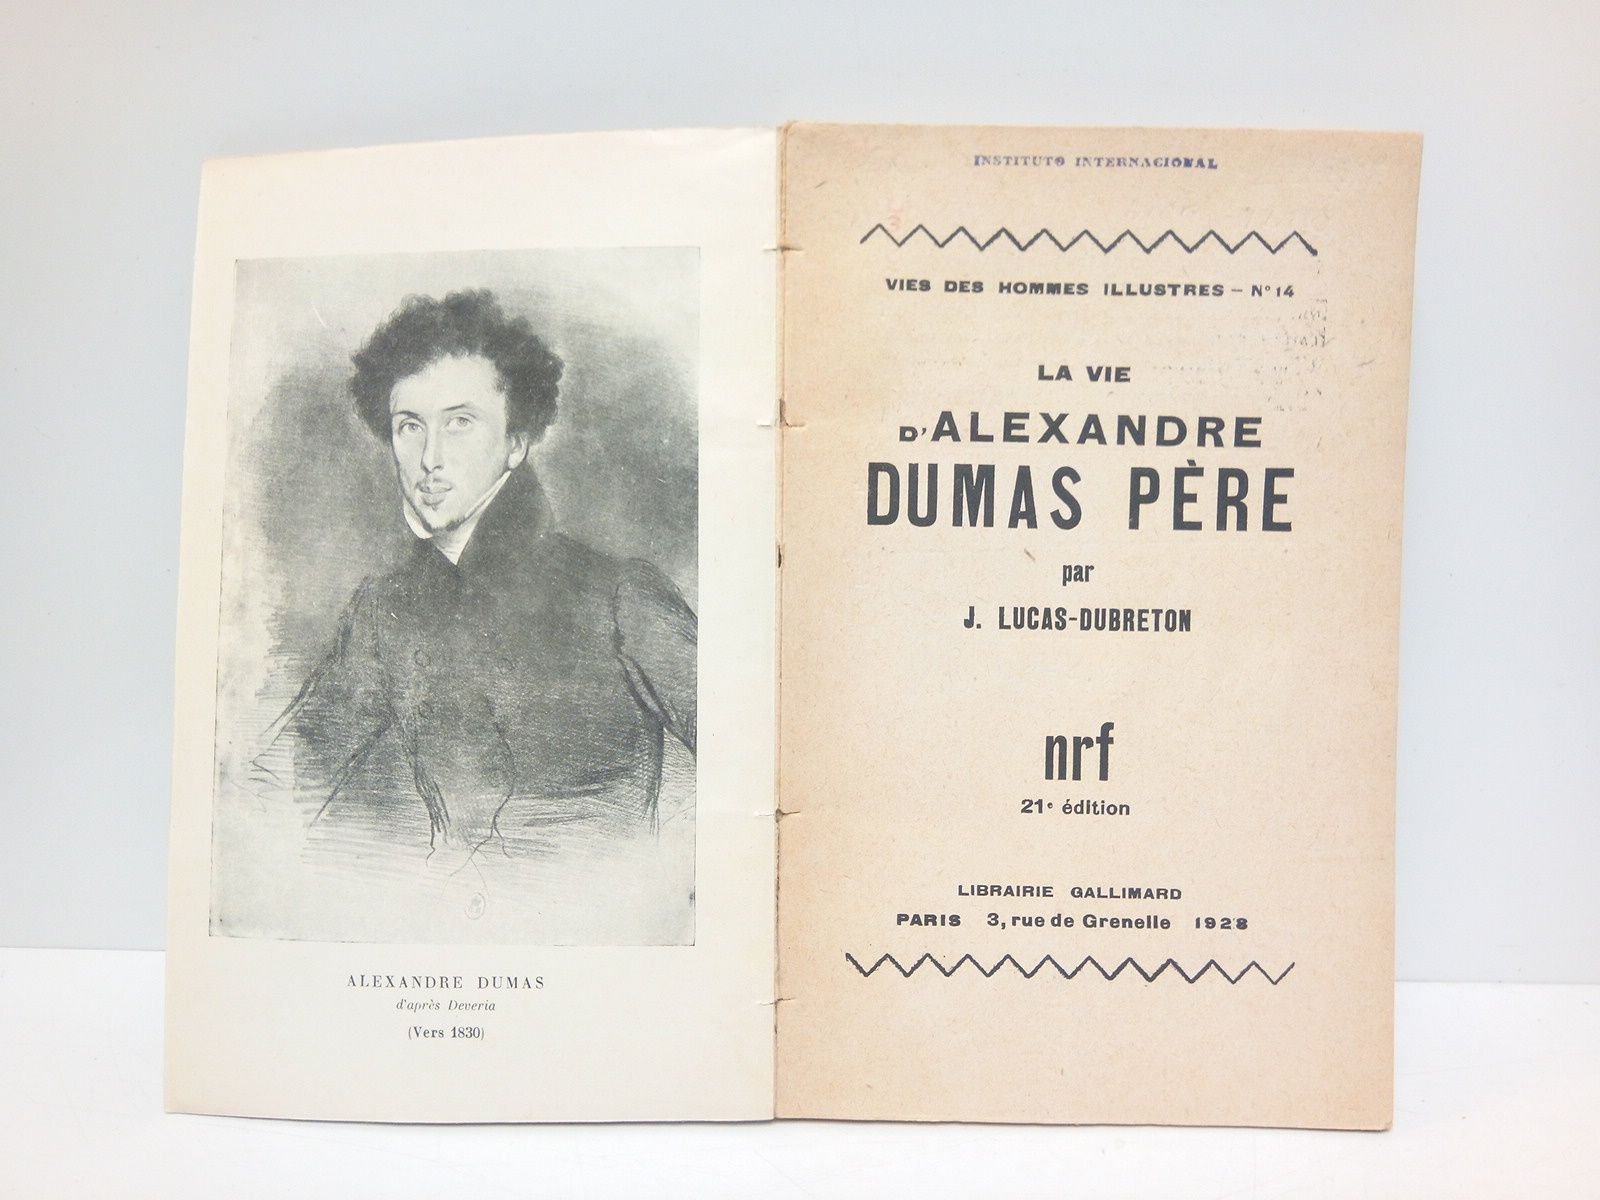 ALEXANDRE DUMAS
d'après Deveria
(Vers 1830)
INSTITUTO INTERNACIONAL
VIES DES HOMMES ILLUSTRES — N° 14
LA VIE
D'ALEXANDRE
DUMAS PÈRE
par
J. LUCAS-DUBRETON
nrf
21e édition
LIBRAIRIE GALLIMARD
PARIS 3, rue de Grenelle 1928